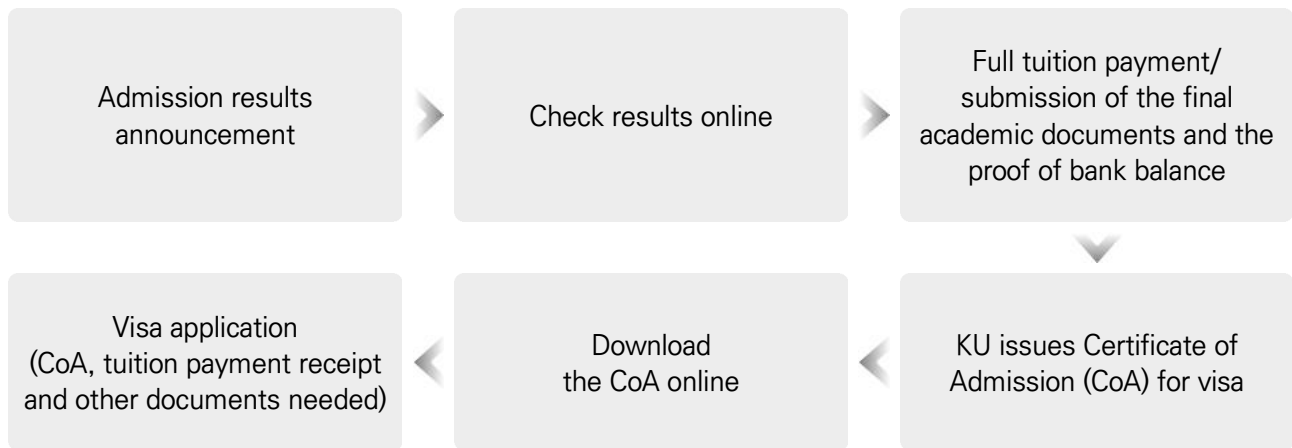 Admission results
announcement
Check results online
Full tuition payment/
submission of the final
academic documents and the
proof of bank balance
KU issues Certificate of
Admission (CoA) for visa
Download
the CoA online
Visa application
(CoA, tuition payment receipt
and other documents needed)